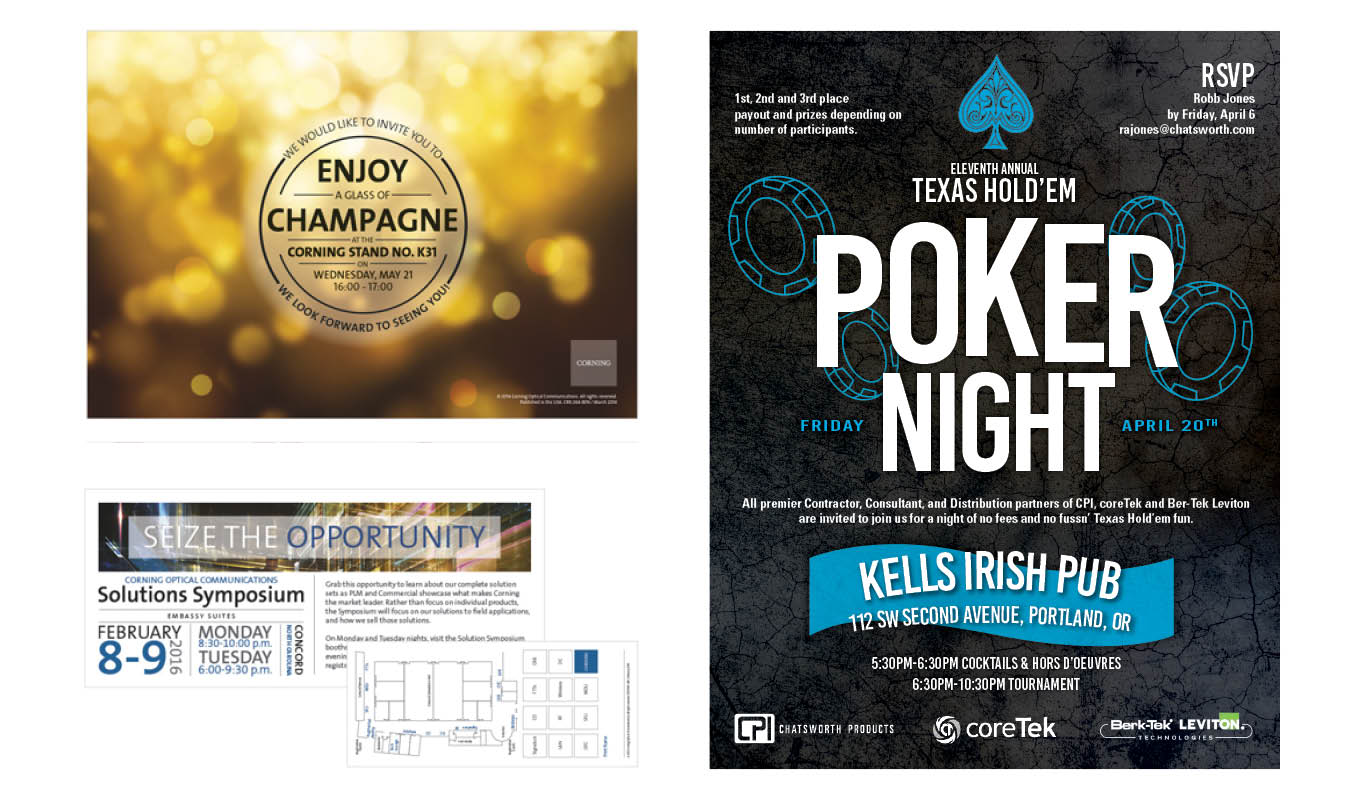 WE WOULD LIKE TO INVITE YOU TO
ENJOY
A GLASS OF
CHAMPAGNE
AT THE
CORNING STAND NO. K31
ON
WEDNESDAY, MAY 21
16:00 - 17:00
WE LOOK FORWARD TO SEEING YOU!
CORNING
SEIZE THE OPPORTUNITY
CORNING OPTICAL COMMUNICATIONS
Solutions Symposium
EMBASSY SUITES
FEBRUARY
8-9
2016
MONDAY
8:30-10:00 p.m.
TUESDAY
6:00-9:30 p.m.
CONCORD
NORTH CAROLINA
Grab this opportunity to learn about our complete solution
sets as PLM and Commercial showcase what makes Corning
the market leader. Rather than focus on individual products,
the Symposium will focus on our solutions to field applications,
and how we sell those solutions.
On Monday and Tuesday nights, visit the Solution Symposium
1st, 2nd and 3rd place
payout and prizes depending on
number of participants.
RSVP
Robb Jones
by Friday, April 6
rajones@chatsworth.com
ELEVENTH ANNUAL
TEXAS HOLD'EM
POKER
NIGHT
FRIDAY
APRIL 20TH
All premier Contractor, Consultant, and Distribution partners of CPI, coreTek and Ber-Tek Leviton
are invited to join us for a night of no fees and no fussn' Texas Hold'em fun.
KELLS IRISH PUB
112 SW SECOND AVENUE, PORTLAND, OR
5:30PM-6:30PM COCKTAILS & HORS D'OEUVRES
6:30PM-10:30PM TOURNAMENT
CPI CHATSWORTH PRODUCTS
coreTek
Berk-Tek LEVITON.
TECHNOLOGIES